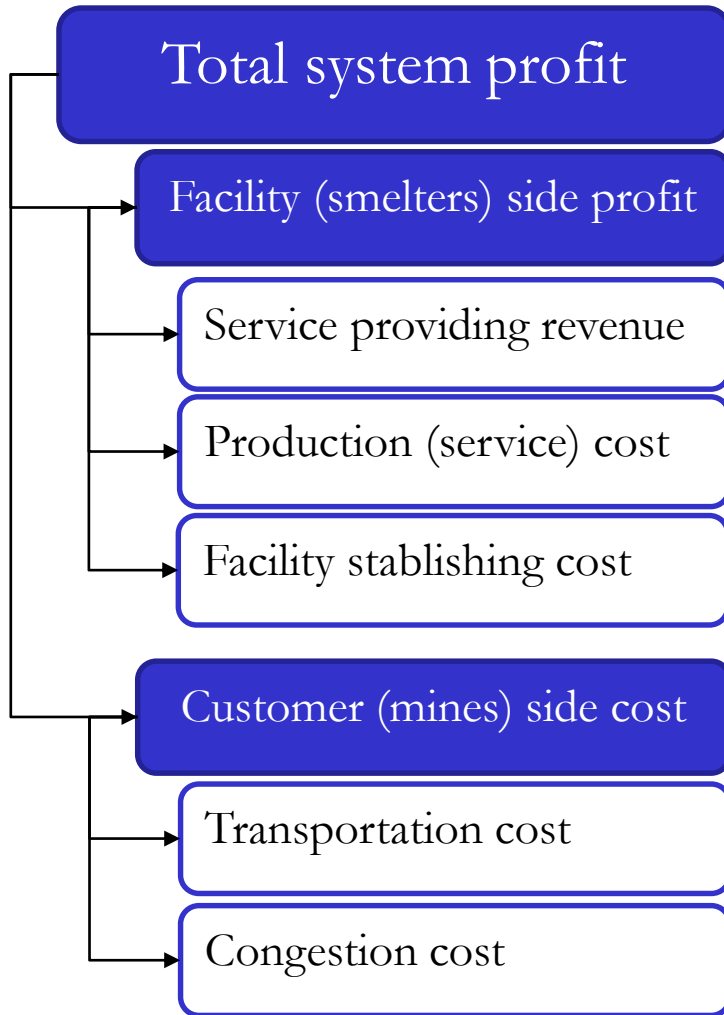 Total system profit
Facility (smelters) side profit
Service providing revenue
Production (service) cost
Facility stablishing cost
Customer (mines) side cost
Transportation cost
Congestion cost